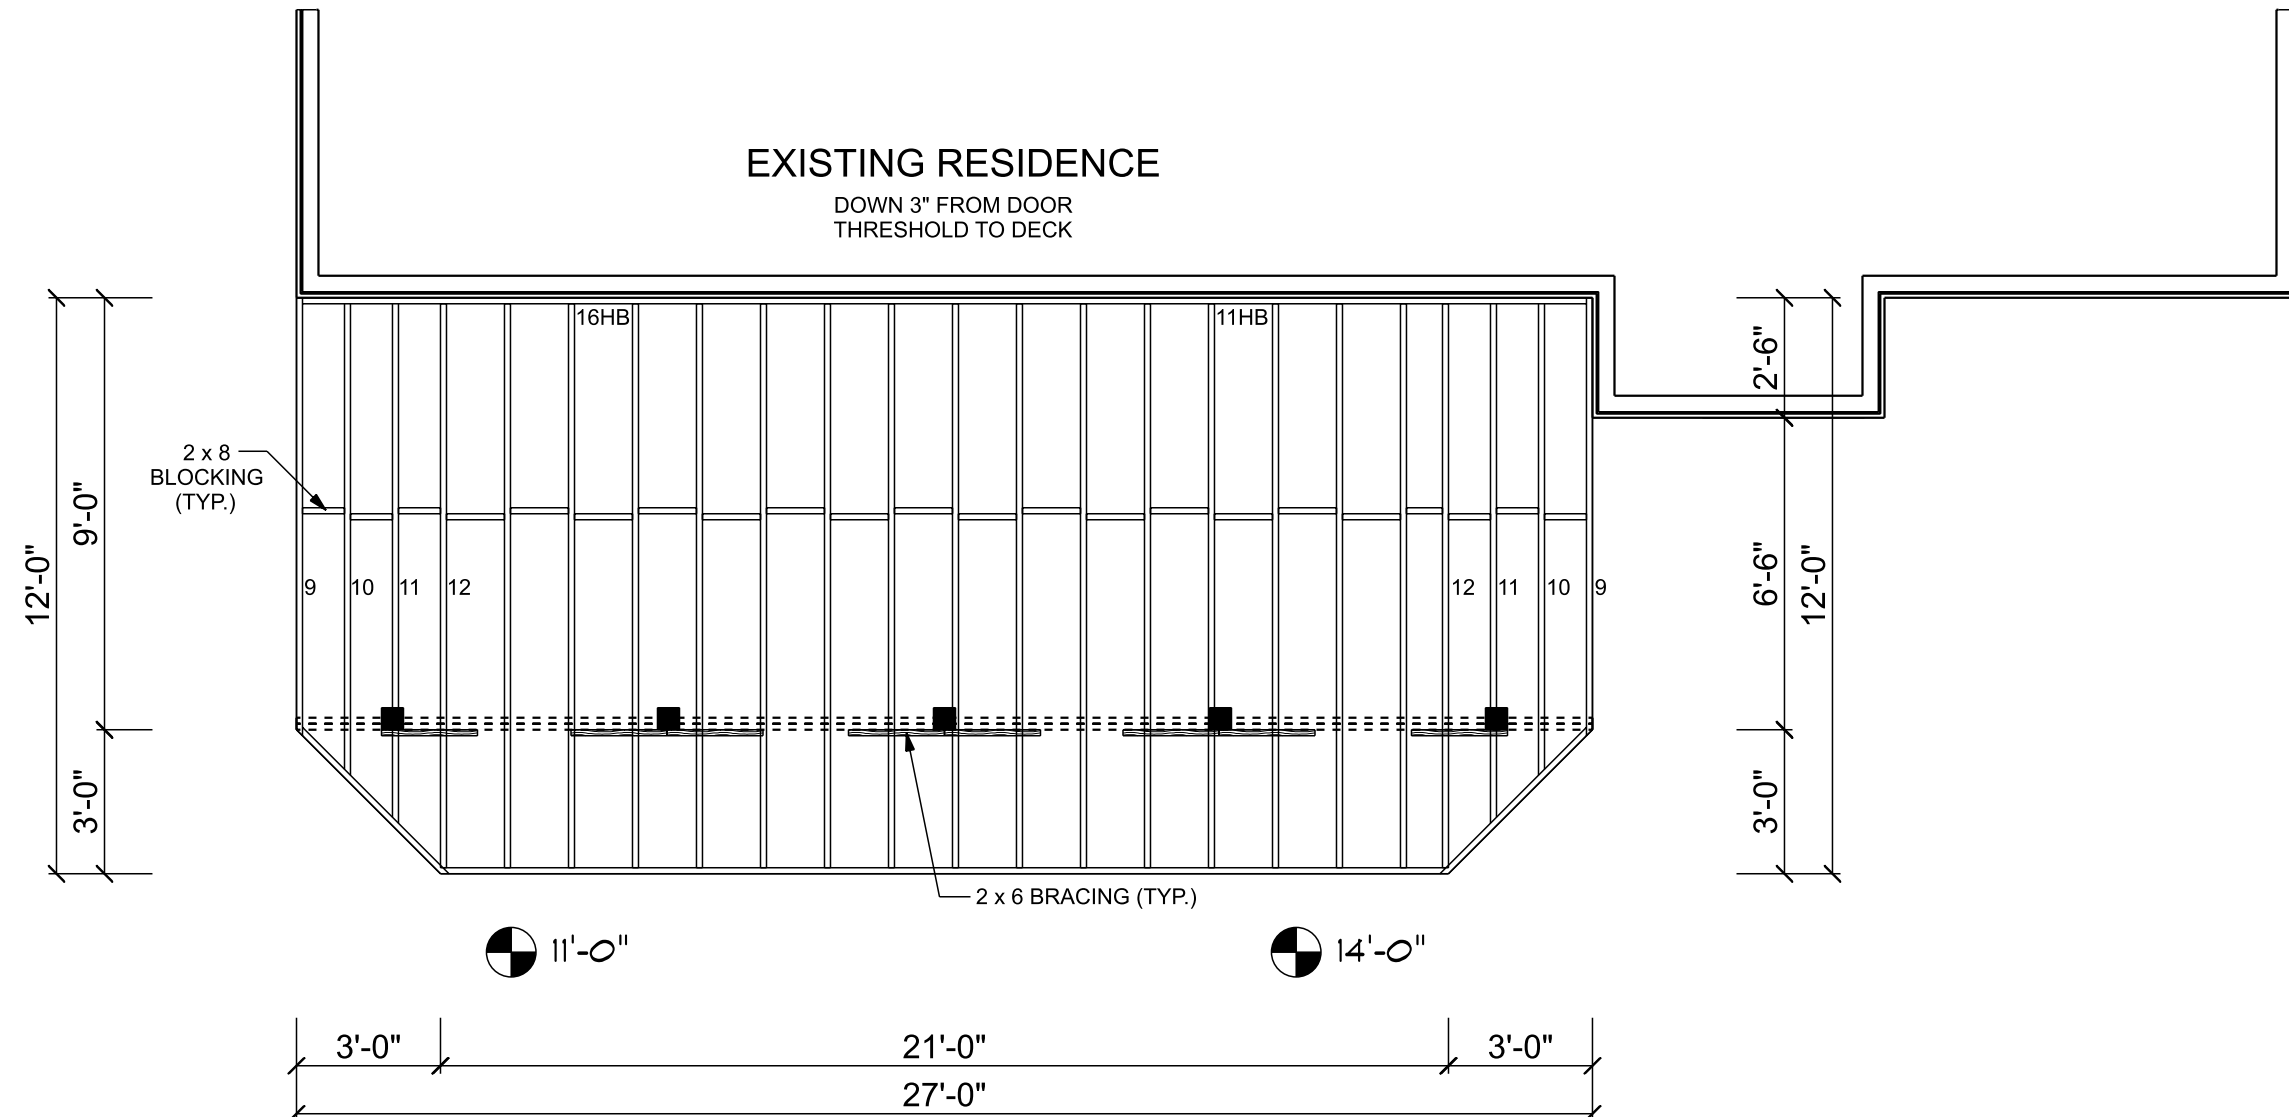 EXISTING RESIDENCE
DOWN 3" FROM DOOR
THRESHOLD TO DECK
16HB
11HB
2'-6"
2 x 8
BLOCKING
(TYP.)
9'-0"
12'-0"
9
10
11
12
12
11
10
9
6'-6"
12'-0"
3'-0"
3'-0"
2 x 6 BRACING (TYP.)
11'-0"
14'-0"
3'-0"
21'-0"
3'-0"
27'-0"